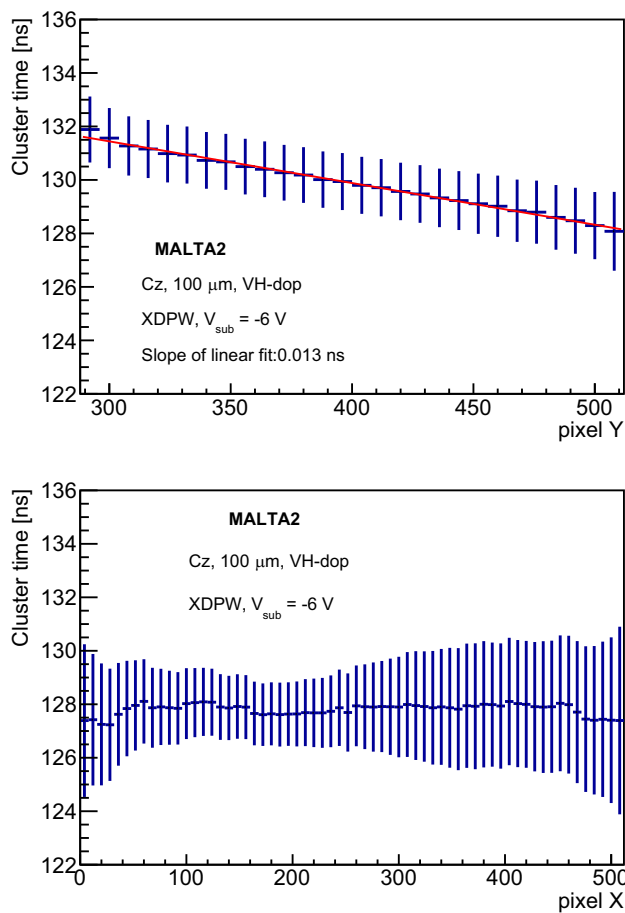 Cluster time [ns]
136
134
132
130
128
126
124
122
MALTA2
Cz, 100 μm, VH-dop
XDPW, V_sub = -6 V
Slope of linear fit:0.013 ns
300 350 400 450 500
pixel Y
Cluster time [ns]
136
134
132
130
128
126
124
122
MALTA2
Cz, 100 μm, VH-dop
XDPW, V_sub = -6 V
0 100 200 300 400 500
pixel X